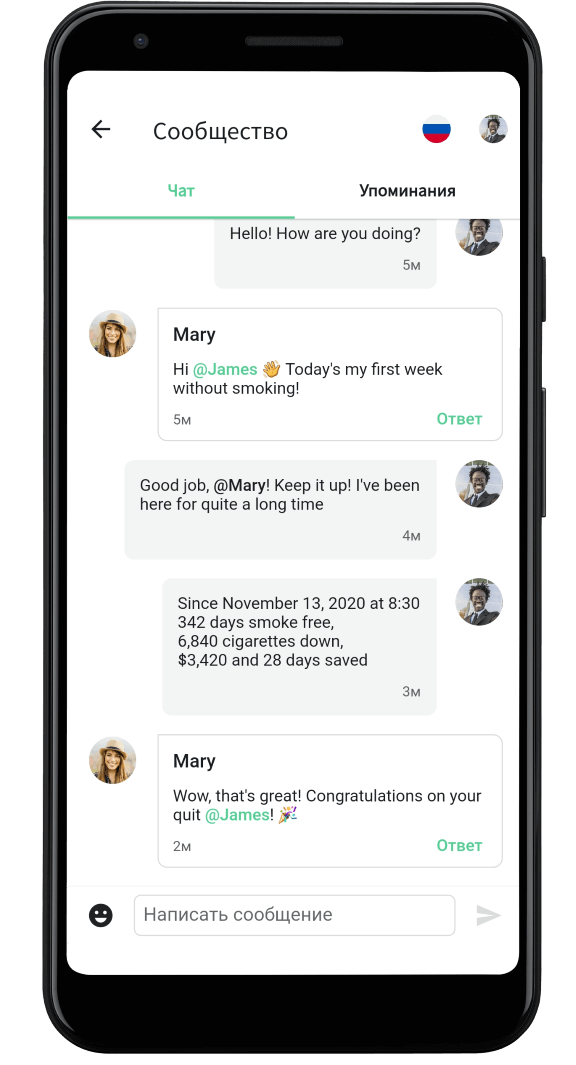 Сообщество
Чат
Упоминания
Hello! How are you doing?
5м
Mary
Hi @James 👋 Today's my first week
without smoking!
5м
Ответ
Good job, @Mary! Keep it up! I've been
here for quite a long time
4м
Since November 13, 2020 at 8:30
342 days smoke free,
6,840 cigarettes down,
$3,420 and 28 days saved
3м
Mary
Wow, that's great! Congratulations on your
quit @James! 🎉
2м
Ответ
Написать сообщение